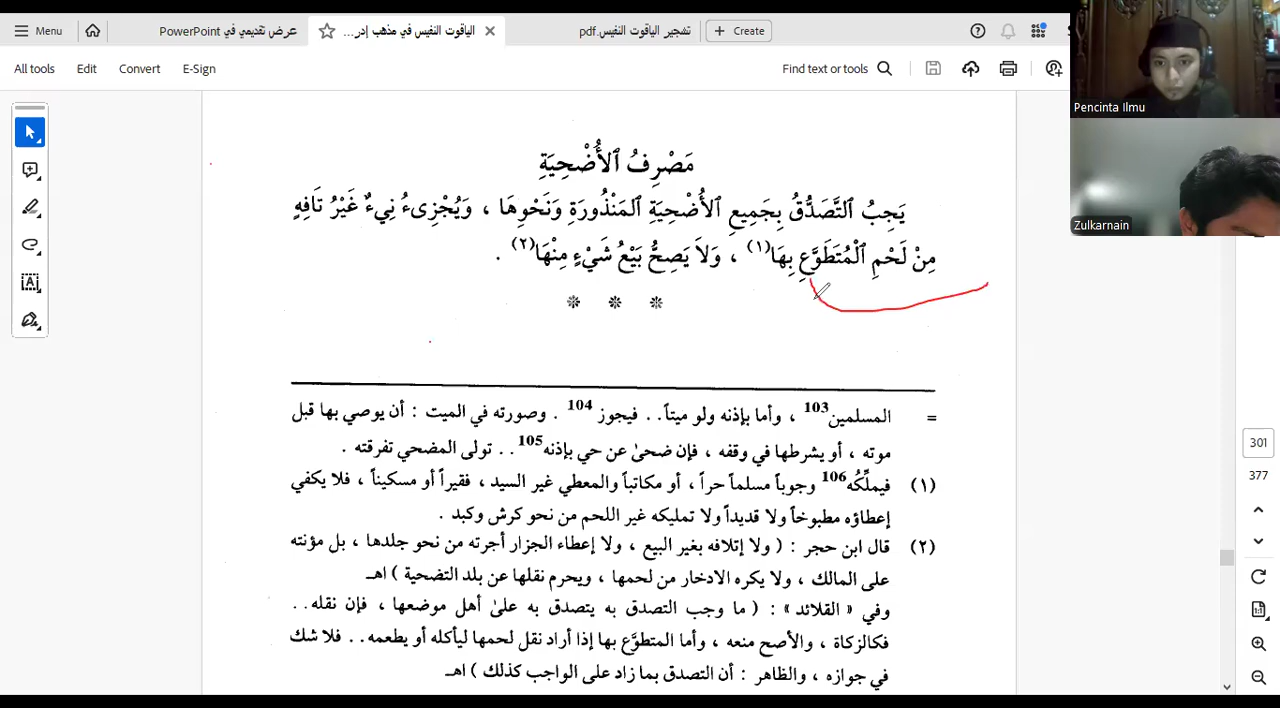 Menu
عرض تقديمي في PowerPoint
الياقوت النفيس في مذهب إدر...
تشجير الياقوت النفيس.pdf
Create
All tools
Edit
Convert
E-Sign
Find text or tools
Pencinta Ilmu
Zulkarnain
مَصْرِفُ ٱلأُضْحِيَةِ
يَجِبُ ٱلتَّصَدُّقُ بِجَمِيعِ ٱلأُضْحِيَةِ ٱلمَنْذُورَةِ وَنَحْوِهَا ، وَيُجْزِىءُ نِيءٌ غَيْرُ تَافِهٍ
مِنْ لَحْمِ ٱلْمُتَطَوَّعِ بِهَا(١) ، وَلاَ يَصِحُّ بَيْعُ شَيْءٍ مِنْهَا(٢) .
* * *
= المسلمين103 ، وأما بإذنه ولو ميتاً.. فيجوز 104 . وصورته في الميت : أن يوصي بها قبل
موته ، أو يشرطها في وقفه ، فإن ضحىٰ عن حي بإذنه105 .. تولى المضحي تفرقته .
(١) فيملِّكُه106 وجوباً مسلماً حراً ، أو مكاتباً والمعطي غير السيد ، فقيراً أو مسكيناً ، فلا يكفي
إعطاؤه مطبوخاً ولا قديداً ولا تمليكه غير اللحم من نحو كرش وكبد .
(٢) قال ابن حجر : ( ولا إتلافه بغير البيع ، ولا إعطاء الجزار أجرته من نحو جلدها ، بل مؤنته
على المالك ، ولا يكره الادخار من لحمها ، ويحرم نقلها عن بلد التضحية ) اهـ
وفي « القلائد » : ( ما وجب التصدق به يتصدق به علىٰ أهل موضعها ، فإن نقله..
فكالزكاة ، والأصح منعه ، وأما المتطوَّع بها إذا أراد نقل لحمها ليأكله أو يطعمه.. فلا شك
في جوازه ، والظاهر : أن التصدق بما زاد على الواجب كذلك ) اهـ
301
377